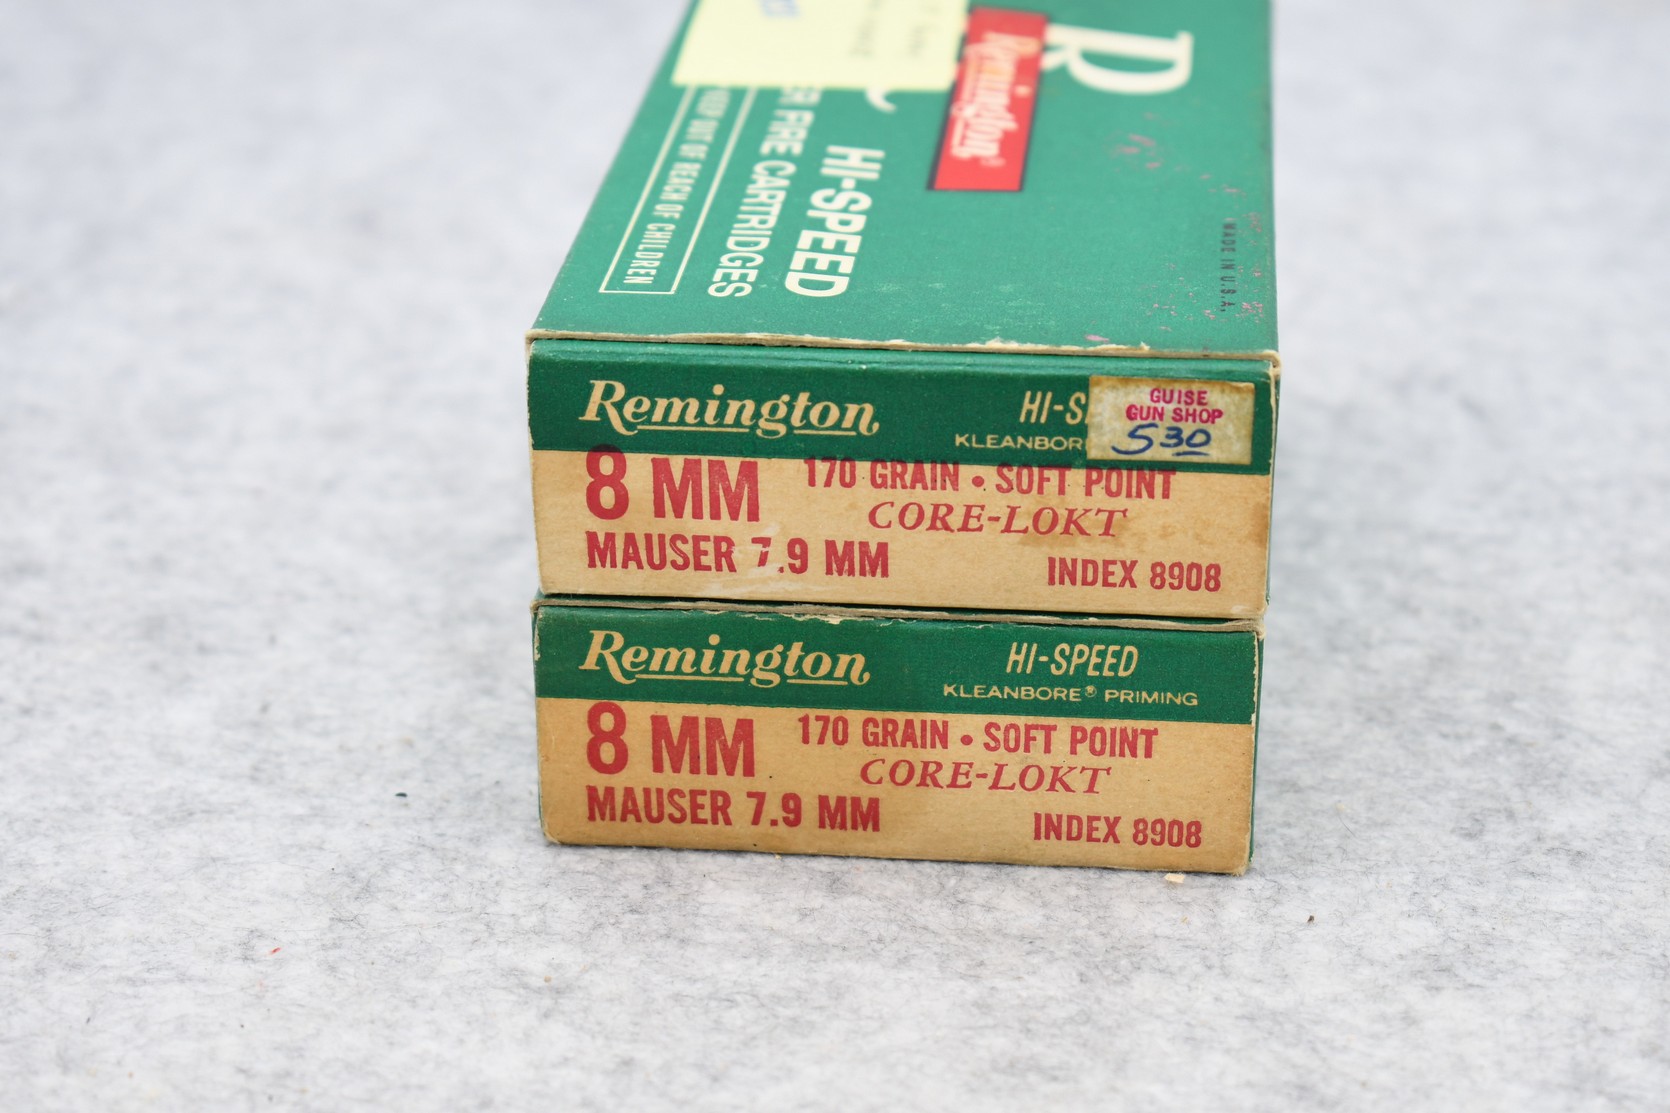 R
Remington®
HI-SPEED
ER FIRE CARTRIDGES
KEEP OUT OF REACH OF CHILDREN
MADE IN U.S.A.
Remington
HI-S
KLEANBOR
GUISE
GUN SHOP
530
8 MM
170 GRAIN • SOFT POINT
CORE-LOKT
MAUSER 7.9 MM
INDEX 8908
Remington
HI-SPEED
KLEANBORE® PRIMING
8 MM
170 GRAIN • SOFT POINT
CORE-LOKT
MAUSER 7.9 MM
INDEX 8908